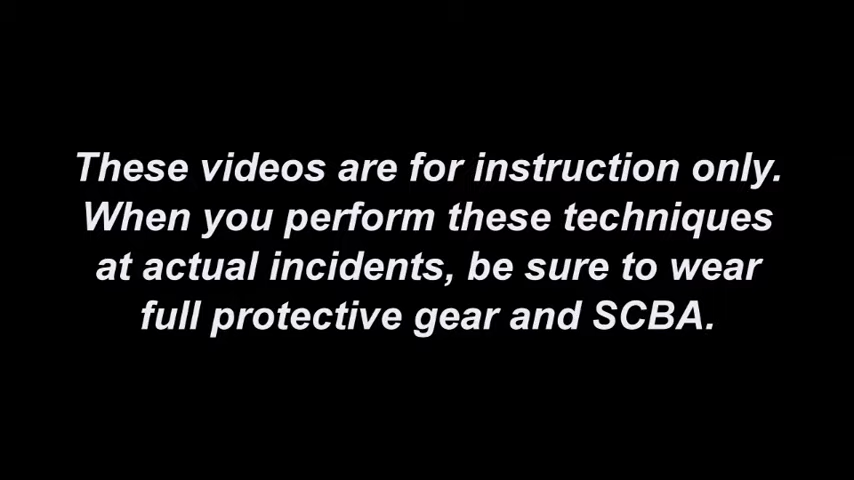 These videos are for instruction only.
When you perform these techniques
at actual incidents, be sure to wear
full protective gear and SCBA.